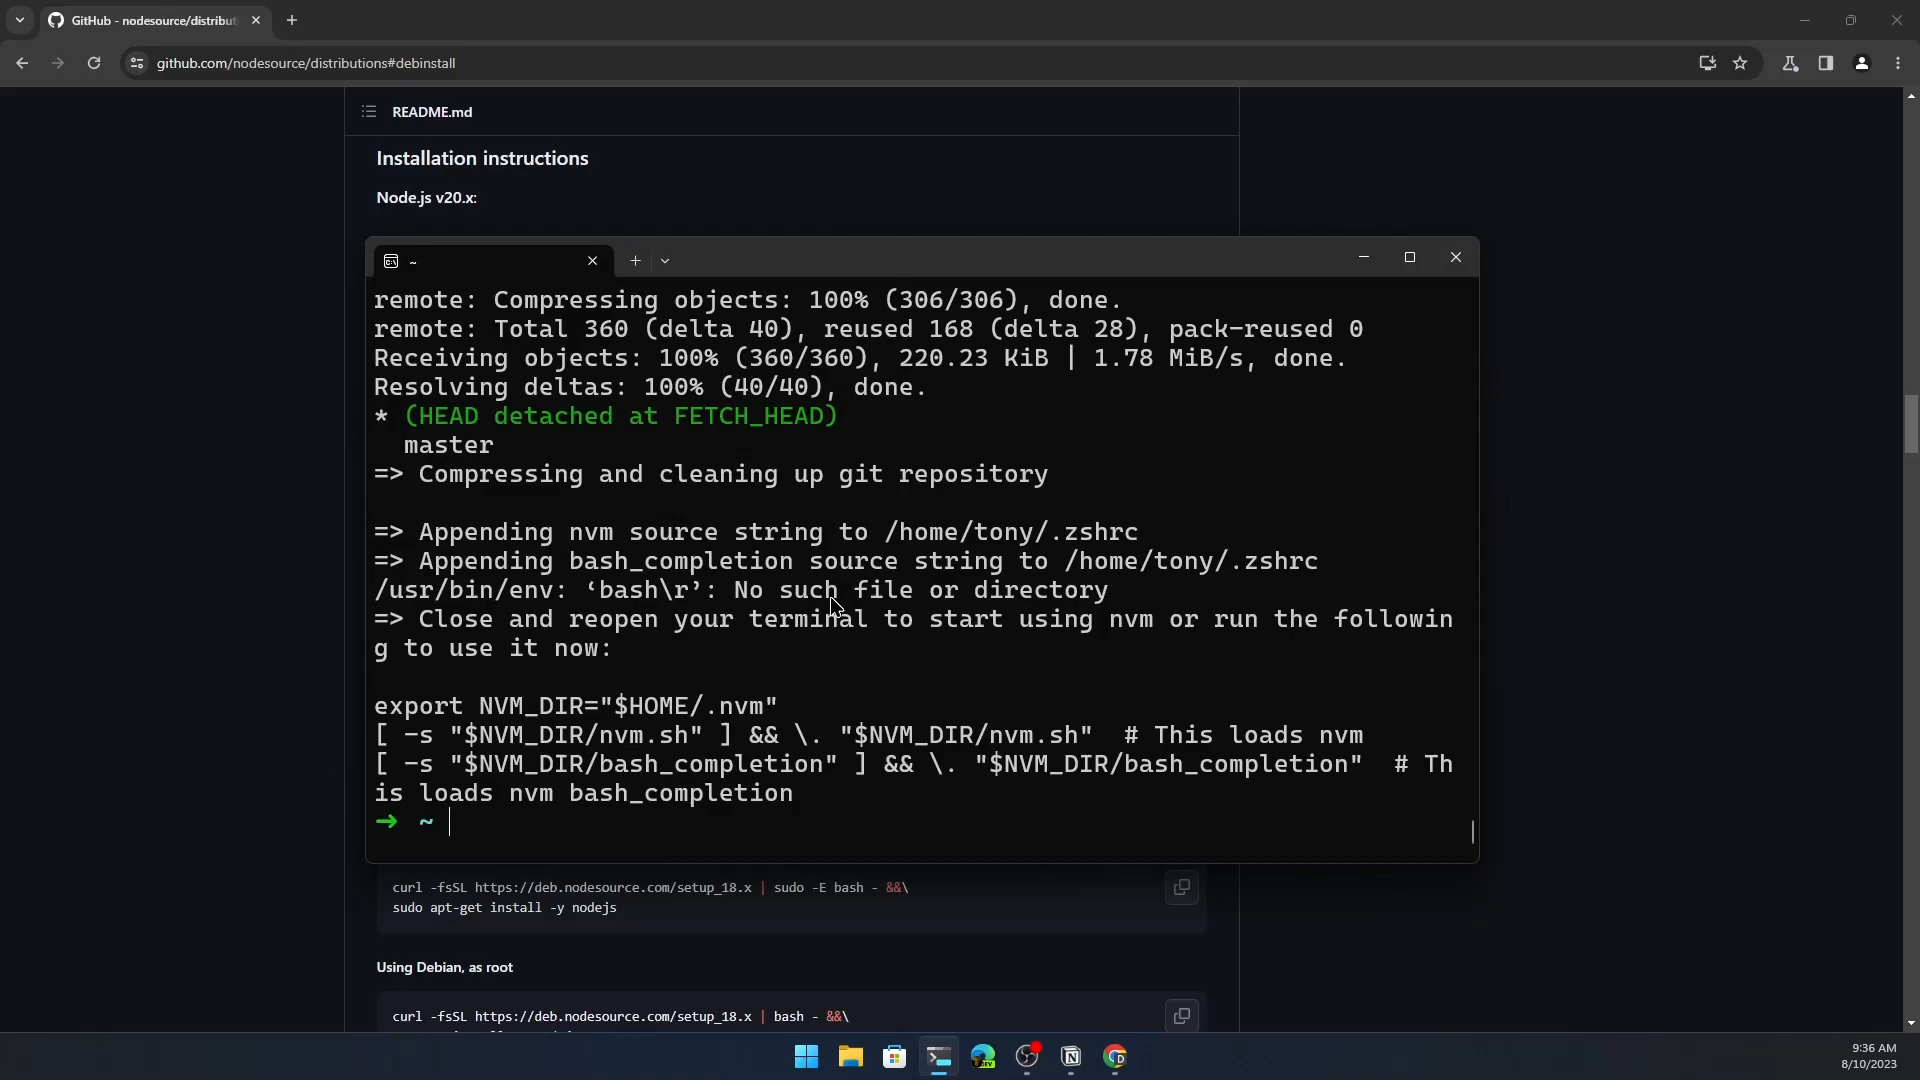 GitHub - nodesource/distribut
github.com/nodesource/distributions#debinstall
README.md
Installation instructions
Node.js v20.x:
~
remote: Compressing objects: 100% (306/306), done.
remote: Total 360 (delta 40), reused 168 (delta 28), pack-reused 0
Receiving objects: 100% (360/360), 220.23 KiB | 1.78 MiB/s, done.
Resolving deltas: 100% (40/40), done.
* (HEAD detached at FETCH_HEAD)
master
=> Compressing and cleaning up git repository
=> Appending nvm source string to /home/tony/.zshrc
=> Appending bash_completion source string to /home/tony/.zshrc
/usr/bin/env: ‘bash\r’: No such file or directory
=> Close and reopen your terminal to start using nvm or run the followin
g to use it now:
export NVM_DIR="$HOME/.nvm"
[ -s "$NVM_DIR/nvm.sh" ] && \. "$NVM_DIR/nvm.sh"  # This loads nvm
[ -s "$NVM_DIR/bash_completion" ] && \. "$NVM_DIR/bash_completion"  # Th
is loads nvm bash_completion
➜ ~
curl -fsSL https://deb.nodesource.com/setup_18.x | sudo -E bash - &&\
sudo apt-get install -y nodejs
Using Debian, as root
curl -fsSL https://deb.nodesource.com/setup_18.x | bash - &&\
9:36 AM
8/10/2023